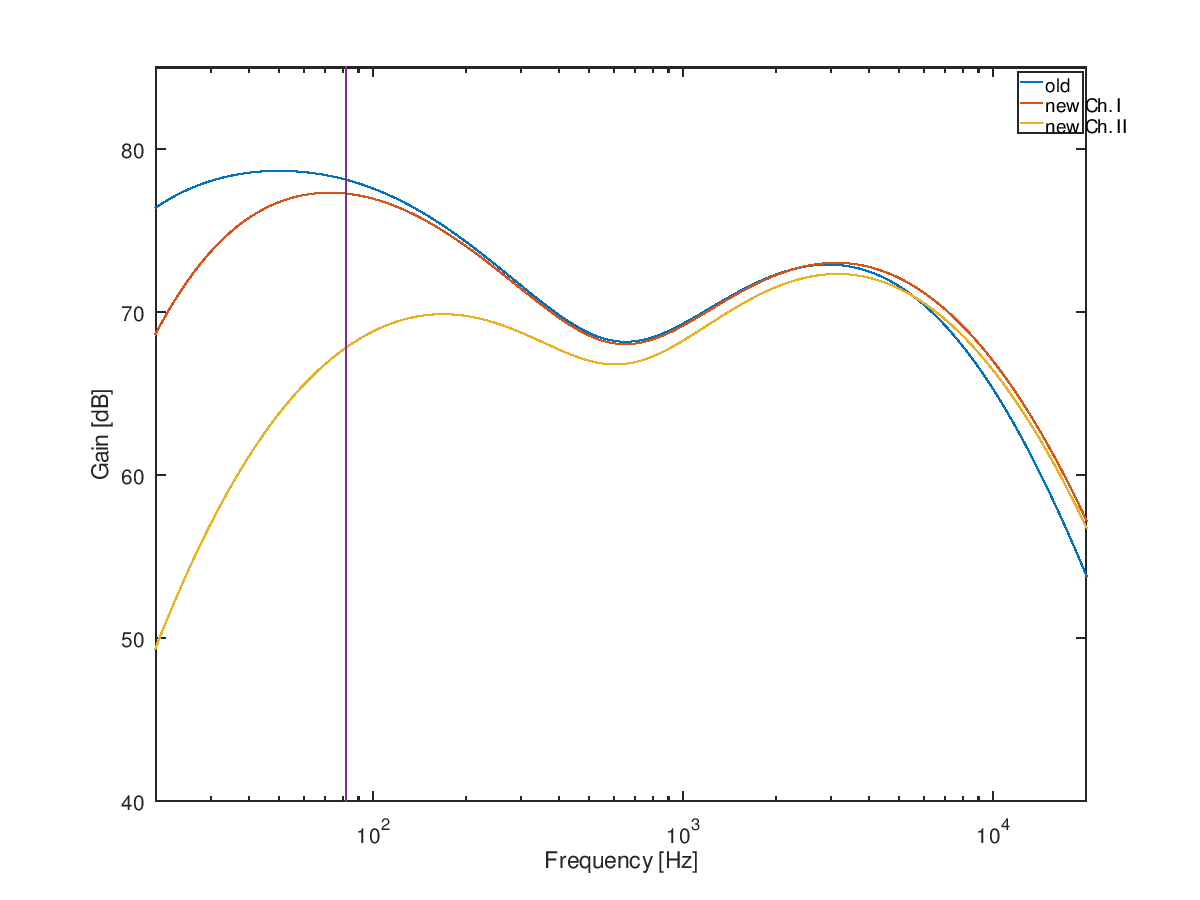 old
new Ch. I
new Ch. II
80
70
60
50
40
Gain [dB]
10^2
10^3
10^4
Frequency [Hz]